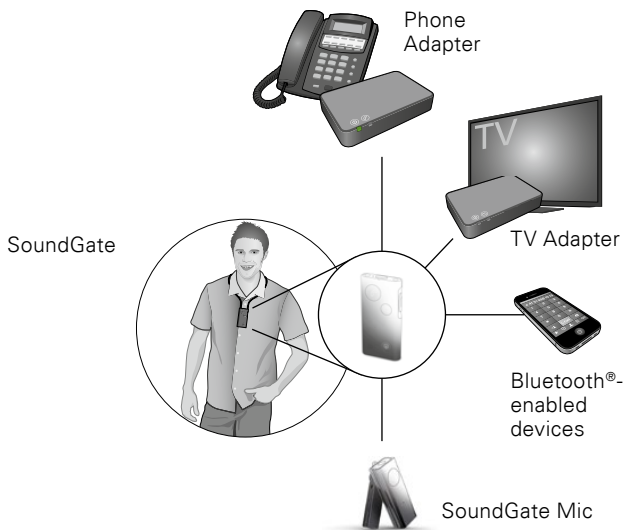 Phone
Adapter
TV
TV Adapter
SoundGate
Bluetooth®-
enabled
devices
SoundGate Mic